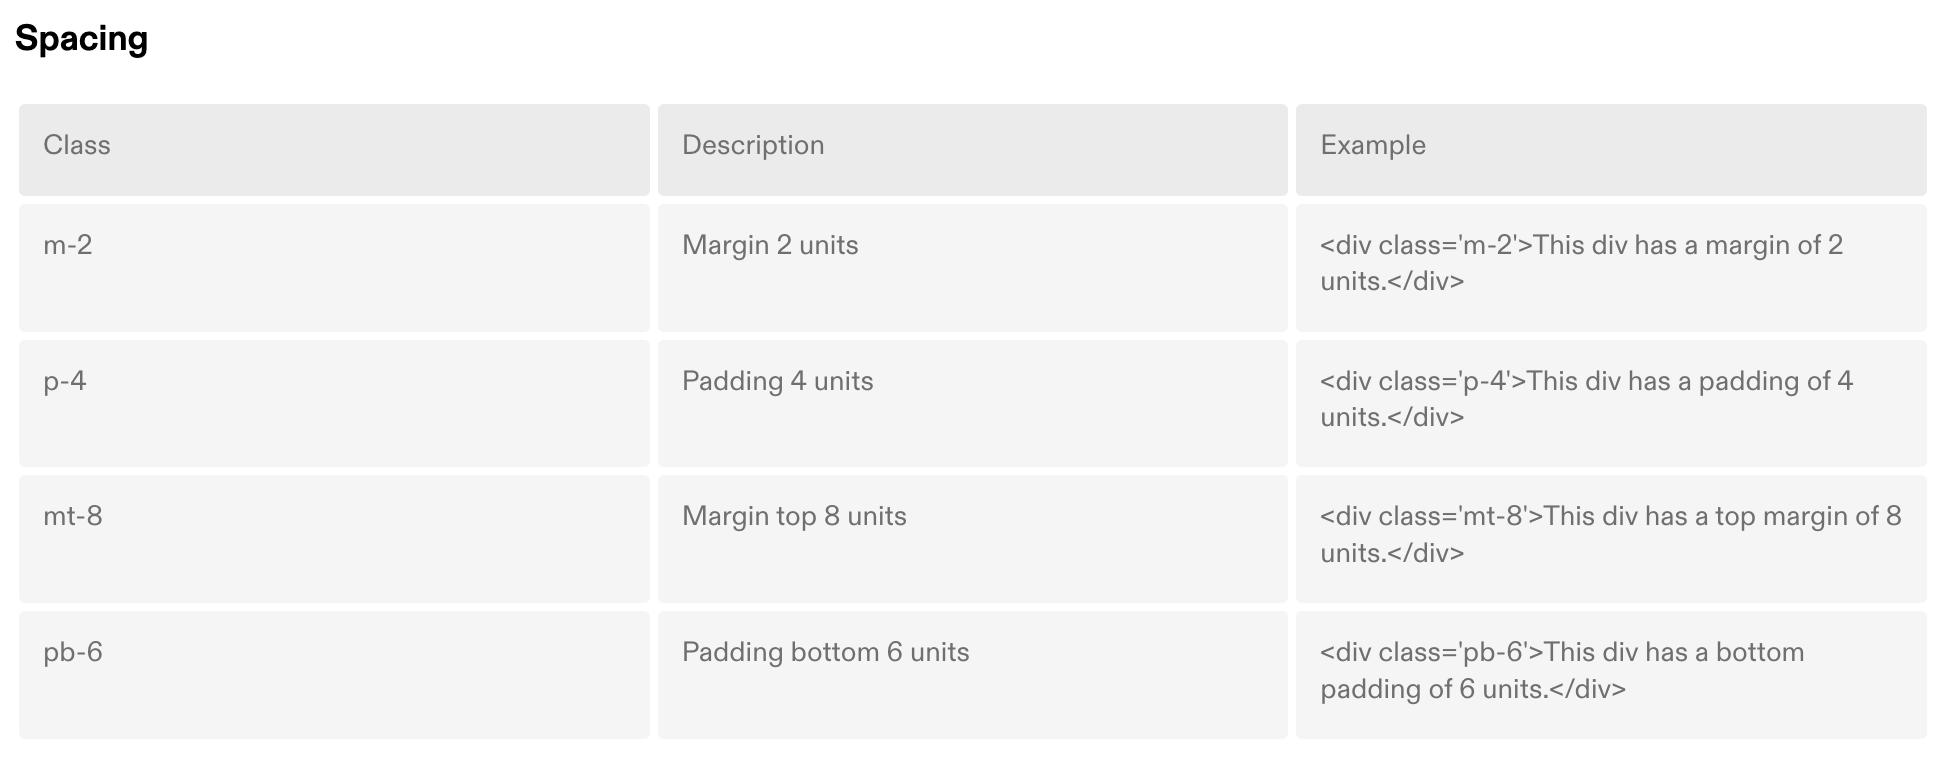 Spacing
Class
Description
Example
m-2
Margin 2 units
<div class='m-2'>This div has a margin of 2
units.</div>
p-4
Padding 4 units
<div class='p-4'>This div has a padding of 4
units.</div>
mt-8
Margin top 8 units
<div class='mt-8'>This div has a top margin of 8
units.</div>
pb-6
Padding bottom 6 units
<div class='pb-6'>This div has a bottom
padding of 6 units.</div>